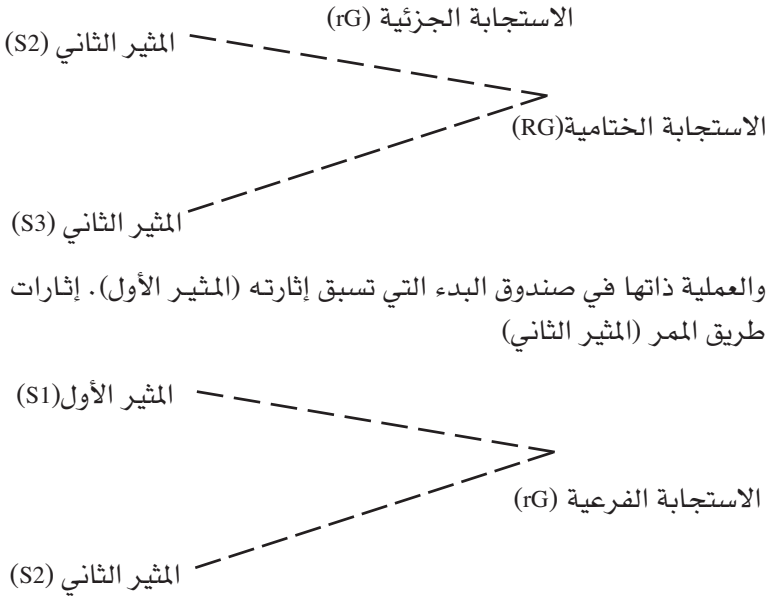 الاستجابة الجزئية (rG)
المثير الثاني (S2)
الاستجابة الختامية(RG)
المثير الثاني (S3)
والعملية ذاتها في صندوق البدء التي تسبق إثارته (المثير الأول). إثارات
طريق الممر (المثير الثاني)
المثير الأول(S1)
الاستجابة الفرعية (rG)
المثير الثاني (S2)